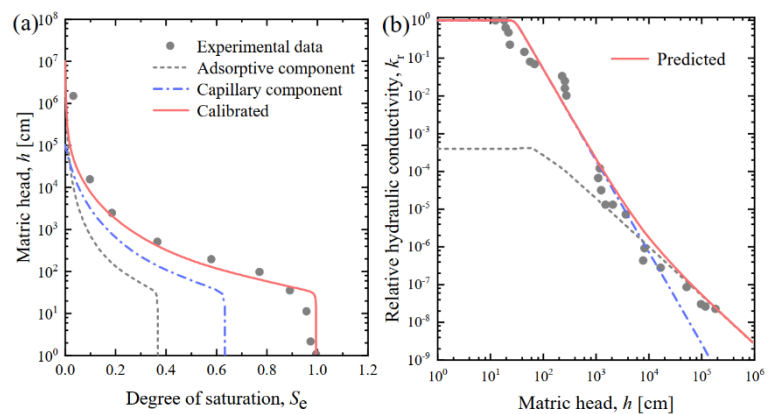 (a)
10^8
10^7
10^6
10^5
10^4
10^3
10^2
10^1
10^0
Matric head, h [cm]
Experimental data
Adsorptive component
Capillary component
Calibrated
0.0 0.2 0.4 0.6 0.8 1.0 1.2
Degree of saturation, S_e
(b)
10^0
10^-1
10^-2
10^-3
10^-4
10^-5
10^-6
10^-7
10^-8
10^-9
Relative hydraulic conductivity, k_r
Predicted
10^0 10^1 10^2 10^3 10^4 10^5 10^6
Matric head, h [cm]